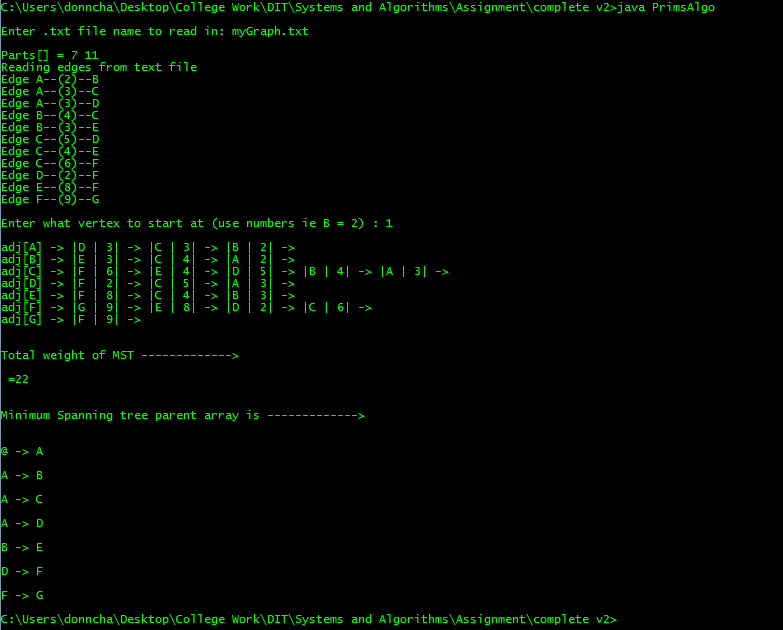 C:\Users\donncha\Desktop\College Work\DIT\Systems and Algorithms\Assignment\complete v2>java PrimsAlgo
Enter .txt file name to read in: myGraph.txt
Parts[] = 7 11
Reading edges from text file
Edge A--(2)--B
Edge A--(3)--C
Edge A--(3)--D
Edge B--(4)--C
Edge B--(3)--E
Edge C--(5)--D
Edge C--(4)--E
Edge C--(6)--F
Edge D--(2)--F
Edge E--(8)--F
Edge F--(9)--G
Enter what vertex to start at (use numbers ie B = 2) : 1
adj[A] -> |D | 3| -> |C | 3| -> |B | 2| ->
adj[B] -> |E | 3| -> |C | 4| -> |A | 2| ->
adj[C] -> |F | 6| -> |E | 4| -> |D | 5| -> |B | 4| -> |A | 3| ->
adj[D] -> |F | 2| -> |C | 5| -> |A | 3| ->
adj[E] -> |F | 8| -> |C | 4| -> |B | 3| ->
adj[F] -> |G | 9| -> |E | 8| -> |D | 2| -> |C | 6| ->
adj[G] -> |F | 9| ->
Total weight of MST ------------->
=22
Minimum Spanning tree parent array is ------------->
@ -> A
A -> B
A -> C
A -> D
B -> E
D -> F
F -> G
C:\Users\donncha\Desktop\College Work\DIT\Systems and Algorithms\Assignment\complete v2>